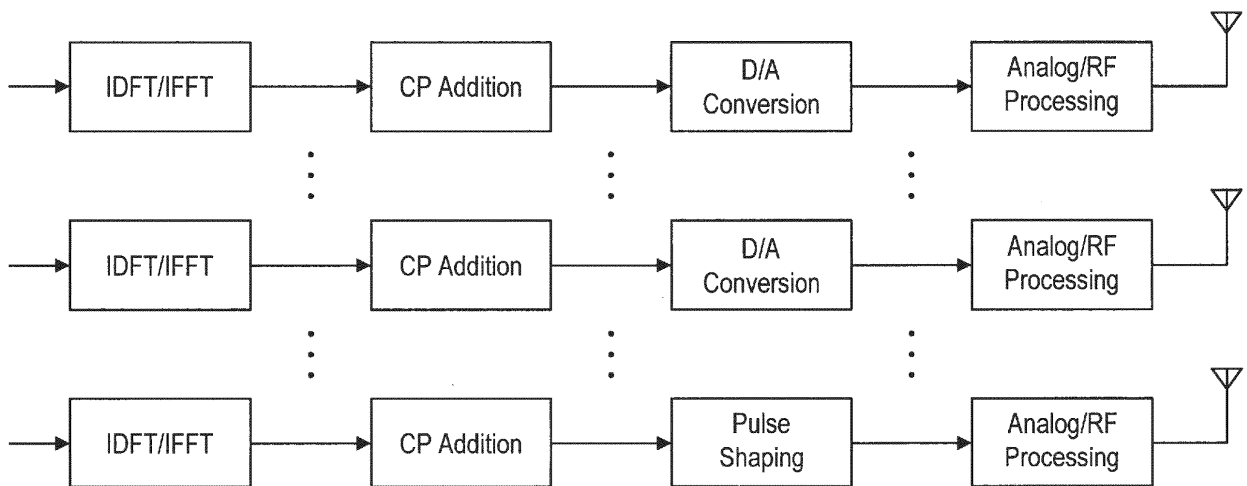 IDFT/IFFT
CP Addition
D/A
Conversion
Analog/RF
Processing
IDFT/IFFT
CP Addition
D/A
Conversion
Analog/RF
Processing
IDFT/IFFT
CP Addition
Pulse
Shaping
Analog/RF
Processing